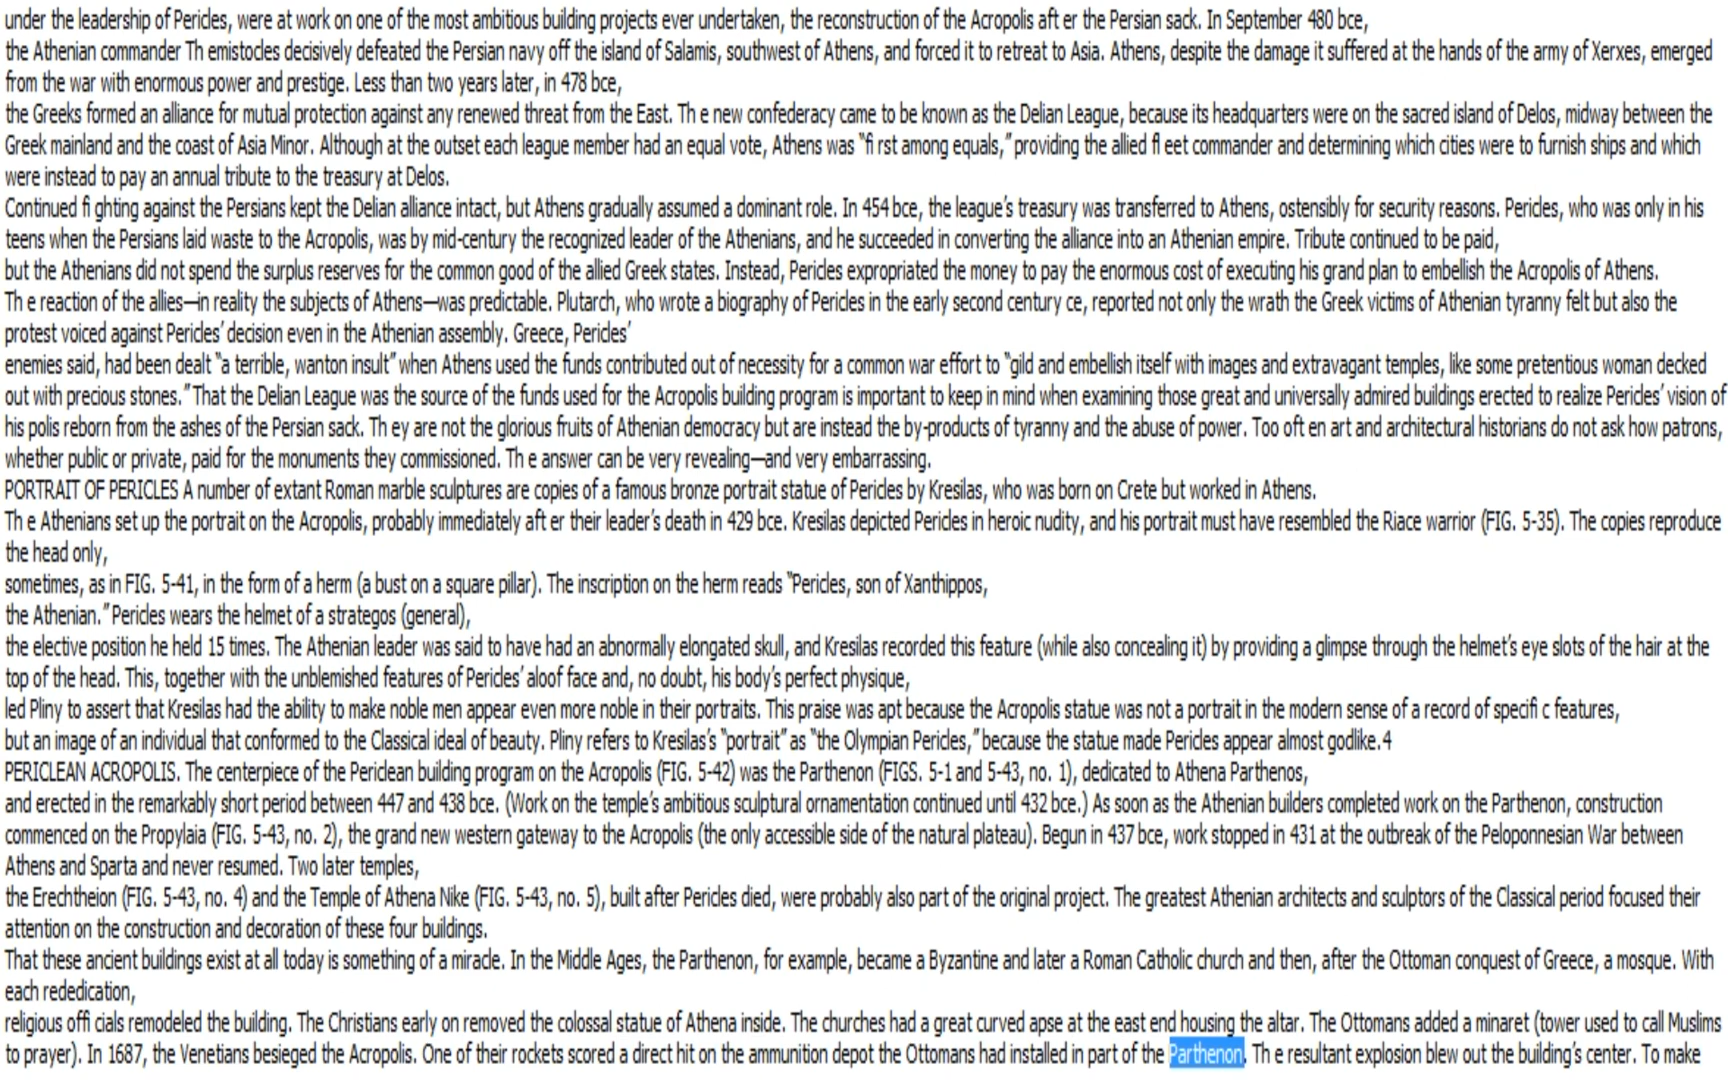 under the leadership of Pericles, were at work on one of the most ambitious building projects ever undertaken, the reconstruction of the Acropolis aft er the Persian sack. In September 480 bce,
the Athenian commander Th emistocles decisively defeated the Persian navy off the island of Salamis, southwest of Athens, and forced it to retreat to Asia. Athens, despite the damage it suffered at the hands of the army of Xerxes, emerged
from the war with enormous power and prestige. Less than two years later, in 478 bce,
the Greeks formed an alliance for mutual protection against any renewed threat from the East. Th e new confederacy came to be known as the Delian League, because its headquarters were on the sacred island of Delos, midway between the
Greek mainland and the coast of Asia Minor. Although at the outset each league member had an equal vote, Athens was “fi rst among equals,” providing the allied fl eet commander and determining which cities were to furnish ships and which
were instead to pay an annual tribute to the treasury at Delos.
Continued fi ghting against the Persians kept the Delian alliance intact, but Athens gradually assumed a dominant role. In 454 bce, the league’s treasury was transferred to Athens, ostensibly for security reasons. Pericles, who was only in his
teens when the Persians laid waste to the Acropolis, was by mid-century the recognized leader of the Athenians, and he succeeded in converting the alliance into an Athenian empire. Tribute continued to be paid,
but the Athenians did not spend the surplus reserves for the common good of the allied Greek states. Instead, Pericles expropriated the money to pay the enormous cost of executing his grand plan to embellish the Acropolis of Athens.
Th e reaction of the allies—in reality the subjects of Athens—was predictable. Plutarch, who wrote a biography of Pericles in the early second century ce, reported not only the wrath the Greek victims of Athenian tyranny felt but also the
protest voiced against Pericles’ decision even in the Athenian assembly. Greece, Pericles’
enemies said, had been dealt “a terrible, wanton insult” when Athens used the funds contributed out of necessity for a common war effort to “gild and embellish itself with images and extravagant temples, like some pretentious woman decked
out with precious stones.” That the Delian League was the source of the funds used for the Acropolis building program is important to keep in mind when examining those great and universally admired buildings erected to realize Pericles’ vision of
his polis reborn from the ashes of the Persian sack. Th ey are not the glorious fruits of Athenian democracy but are instead the by-products of tyranny and the abuse of power. Too oft en art and architectural historians do not ask how patrons,
whether public or private, paid for the monuments they commissioned. Th e answer can be very revealing—and very embarrassing.
PORTRAIT OF PERICLES A number of extant Roman marble sculptures are copies of a famous bronze portrait statue of Pericles by Kresilas, who was born on Crete but worked in Athens.
Th e Athenians set up the portrait on the Acropolis, probably immediately aft er their leader’s death in 429 bce. Kresilas depicted Pericles in heroic nudity, and his portrait must have resembled the Riace warrior (FIG. 5-35). The copies reproduce
the head only,
sometimes, as in FIG. 5-41, in the form of a herm (a bust on a square pillar). The inscription on the herm reads “Pericles, son of Xanthippos,
the Athenian.” Pericles wears the helmet of a strategos (general),
the elective position he held 15 times. The Athenian leader was said to have had an abnormally elongated skull, and Kresilas recorded this feature (while also concealing it) by providing a glimpse through the helmet’s eye slots of the hair at the
top of the head. This, together with the unblemished features of Pericles’ aloof face and, no doubt, his body’s perfect physique,
led Pliny to assert that Kresilas had the ability to make noble men appear even more noble in their portraits. This praise was apt because the Acropolis statue was not a portrait in the modern sense of a record of specifi c features,
but an image of an individual that conformed to the Classical ideal of beauty. Pliny refers to Kresilas’s “portrait” as “the Olympian Pericles,” because the statue made Pericles appear almost godlike.4
PERICLEAN ACROPOLIS. The centerpiece of the Periclean building program on the Acropolis (FIG. 5-42) was the Parthenon (FIGS. 5-1 and 5-43, no. 1), dedicated to Athena Parthenos,
and erected in the remarkably short period between 447 and 438 bce. (Work on the temple’s ambitious sculptural ornamentation continued until 432 bce.) As soon as the Athenian builders completed work on the Parthenon, construction
commenced on the Propylaia (FIG. 5-43, no. 2), the grand new western gateway to the Acropolis (the only accessible side of the natural plateau). Begun in 437 bce, work stopped in 431 at the outbreak of the Peloponnesian War between
Athens and Sparta and never resumed. Two later temples,
the Erechtheion (FIG. 5-43, no. 4) and the Temple of Athena Nike (FIG. 5-43, no. 5), built after Pericles died, were probably also part of the original project. The greatest Athenian architects and sculptors of the Classical period focused their
attention on the construction and decoration of these four buildings.
That these ancient buildings exist at all today is something of a miracle. In the Middle Ages, the Parthenon, for example, became a Byzantine and later a Roman Catholic church and then, after the Ottoman conquest of Greece, a mosque. With
each rededication,
religious offi cials remodeled the building. The Christians early on removed the colossal statue of Athena inside. The churches had a great curved apse at the east end housing the altar. The Ottomans added a minaret (tower used to call Muslims
to prayer). In 1687, the Venetians besieged the Acropolis. One of their rockets scored a direct hit on the ammunition depot the Ottomans had installed in part of the Parthenon. Th e resultant explosion blew out the building’s center. To make